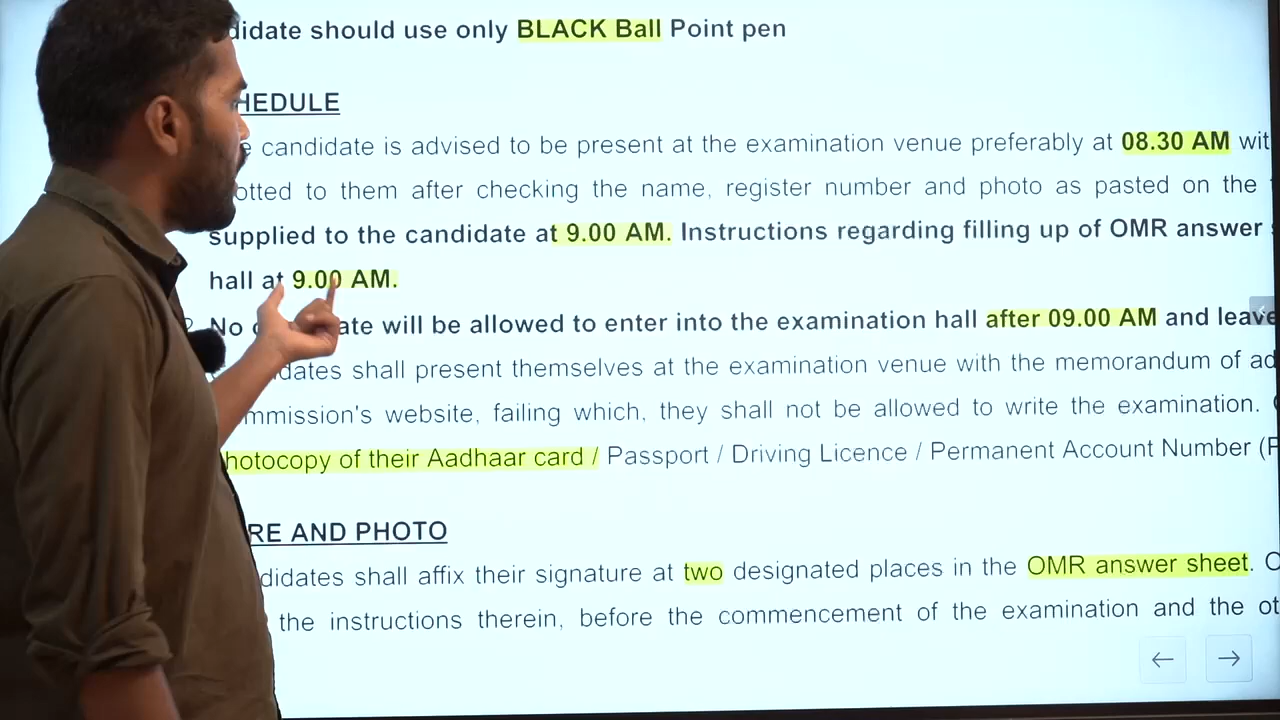 didate should use only BLACK Ball Point pen
HEDULE
candidate is advised to be present at the examination venue preferably at 08.30 AM wit
otted to them after checking the name, register number and photo as pasted on the
supplied to the candidate at 9.00 AM. Instructions regarding filling up of OMR answer
hall at 9.00 AM.
No ate will be allowed to enter into the examination hall after 09.00 AM and leave
dates shall present themselves at the examination venue with the memorandum of ad
mmission's website, failing which, they shall not be allowed to write the examination.
hotocopy of their Aadhaar card / Passport / Driving Licence / Permanent Account Number (P
RE AND PHOTO
didates shall affix their signature at two designated places in the OMR answer sheet.
the instructions therein, before the commencement of the examination and the ot